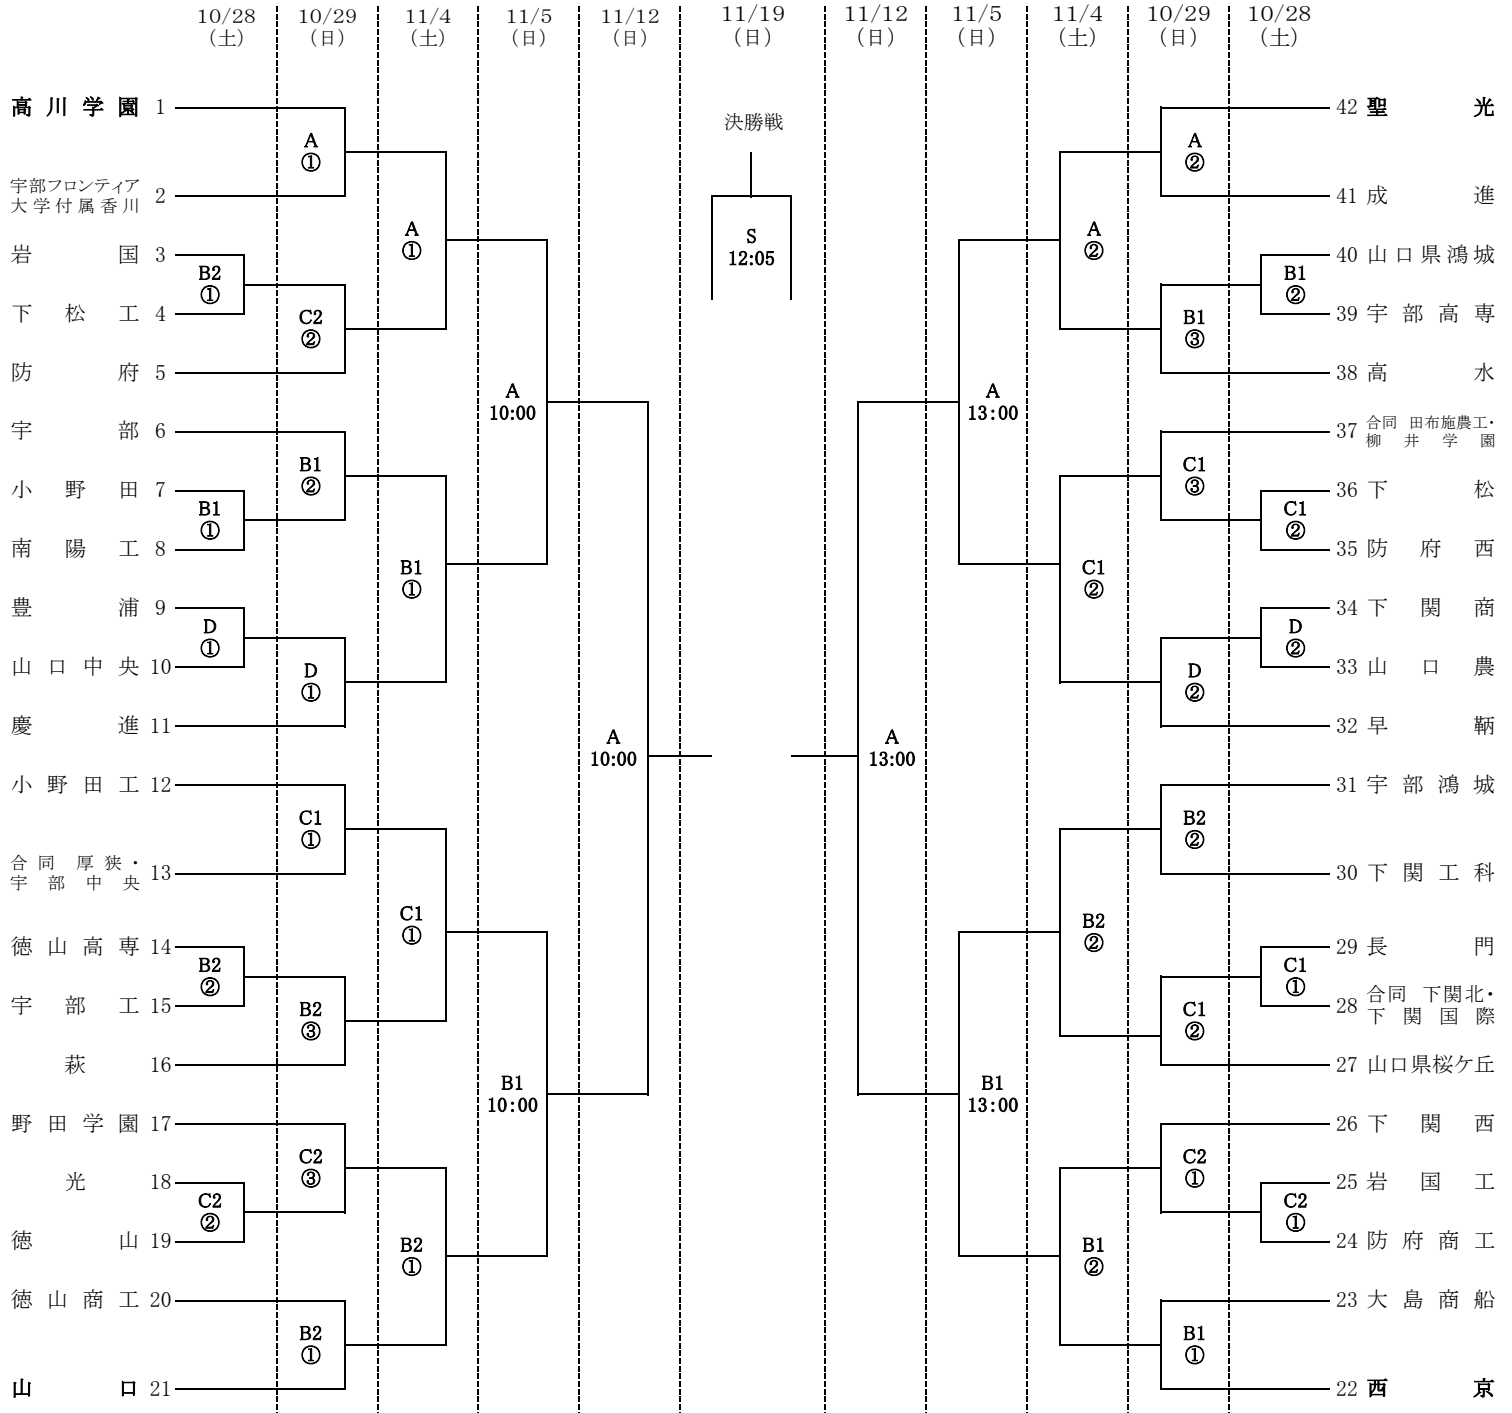 10/28 10/29 11/4 11/5 11/12 11/19 11/12 11/5 11/4 10/29 10/28
(土) (日) (土) (日) (日) (日) (日) (日) (土) (日) (土)
高川学園 1
42 聖光
決勝戦
A
①
A
②
宇部フロンティア
大学付属香川 2
41 成進
A
①
S
12:05
A
②
岩国 3
40 山口県鴻城
B2
①
B1
②
下松工 4
39 宇部高専
C2
②
B1
③
防府 5
38 高水
A
10:00
A
13:00
宇部 6
37 合同 田布施農工・
柳井学園
B1
②
C1
③
小野田 7
36 下松
B1
①
C1
②
南陽工 8
35 防府西
B1
①
C1
②
豊浦 9
34 下関商
D
①
D
②
山口中央 10
33 山口農
D
①
D
②
慶進 11
32 早鞆
A
10:00
A
13:00
小野田工 12
31 宇部鴻城
C1
①
B2
②
合同 厚狭・
宇部中央 13
30 下関工科
C1
①
B2
②
徳山高専 14
29 長門
B2
②
C1
①
宇部工 15
28 合同 下関北・
下関国際
B2
③
C1
②
萩 16
27 山口県桜ケ丘
B1
10:00
B1
13:00
野田学園 17
26 下関西
C2
③
C2
①
光 18
25 岩国工
C2
②
C2
①
徳山 19
24 防府商工
B2
①
B1
②
徳山商工 20
23 大島商船
B2
①
B1
①
山口 21
22 西京